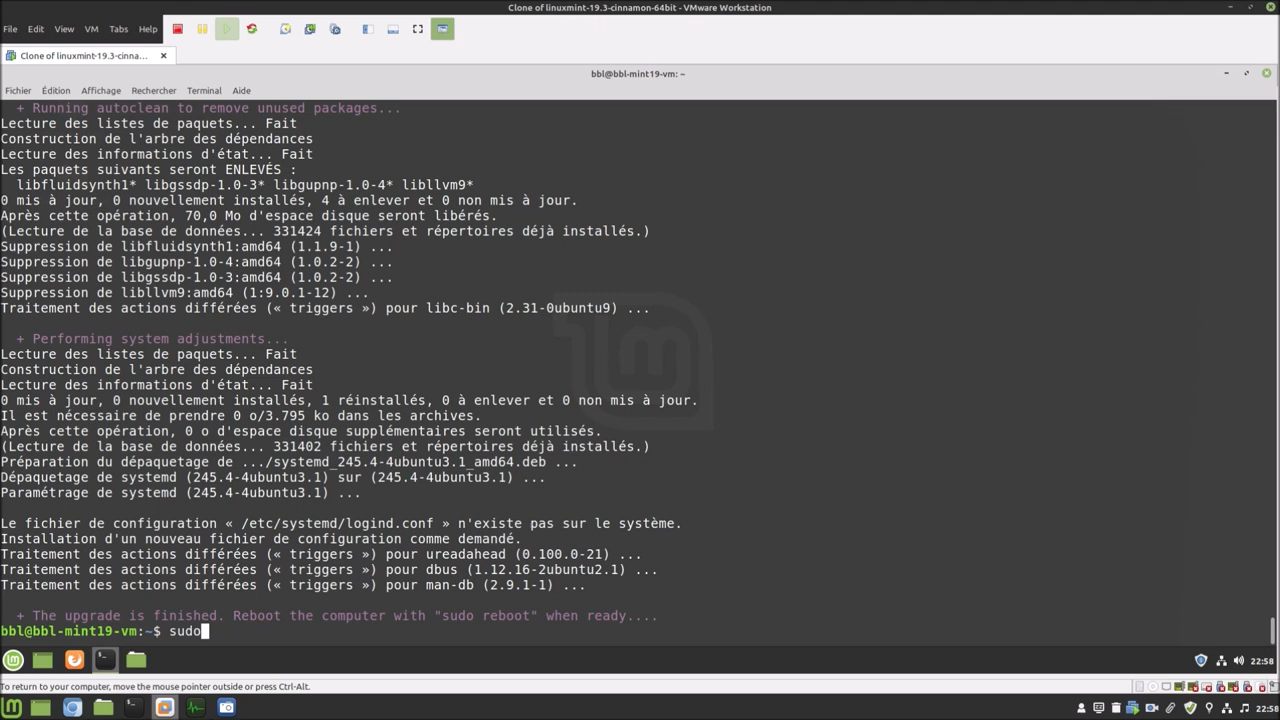 Clone of linuxmint-19.3-cinnamon-64bit - VMware Workstation
File Edit View VM Tabs Help
Clone of linuxmint-19.3-cinna...
bbl@bbl-mint19-vm: ~
Fichier Édition Affichage Rechercher Terminal Aide
+ Running autoclean to remove unused packages...
Lecture des listes de paquets... Fait
Construction de l'arbre des dépendances
Lecture des informations d'état... Fait
Les paquets suivants seront ENLEVÉS :
libfluidsynth1* libgssdp-1.0-3* libgupnp-1.0-4* libllvm9*
0 mis à jour, 0 nouvellement installés, 4 à enlever et 0 non mis à jour.
Après cette opération, 70,0 Mo d'espace disque seront libérés.
(Lecture de la base de données... 331424 fichiers et répertoires déjà installés.)
Suppression de libfluidsynth1:amd64 (1.1.9-1) ...
Suppression de libgupnp-1.0-4:amd64 (1.0.2-2) ...
Suppression de libgssdp-1.0-3:amd64 (1.0.2-2) ...
Suppression de libllvm9:amd64 (1:9.0.1-12) ...
Traitement des actions différées (« triggers ») pour libc-bin (2.31-0ubuntu9) ...
+ Performing system adjustments...
Lecture des listes de paquets... Fait
Construction de l'arbre des dépendances
Lecture des informations d'état... Fait
0 mis à jour, 0 nouvellement installés, 1 réinstallés, 0 à enlever et 0 non mis à jour.
Il est nécessaire de prendre 0 o/3.795 ko dans les archives.
Après cette opération, 0 o d'espace disque supplémentaires seront utilisés.
(Lecture de la base de données... 331402 fichiers et répertoires déjà installés.)
Préparation du dépaquetage de .../systemd_245.4-4ubuntu3.1_amd64.deb ...
Dépaquetage de systemd (245.4-4ubuntu3.1) sur (245.4-4ubuntu3.1) ...
Paramétrage de systemd (245.4-4ubuntu3.1) ...
Le fichier de configuration « /etc/systemd/logind.conf » n'existe pas sur le système.
Installation d'un nouveau fichier de configuration comme demandé.
Traitement des actions différées (« triggers ») pour ureadahead (0.100.0-21) ...
Traitement des actions différées (« triggers ») pour dbus (1.12.16-2ubuntu2.1) ...
Traitement des actions différées (« triggers ») pour man-db (2.9.1-1) ...
+ The upgrade is finished. Reboot the computer with "sudo reboot" when ready....
bbl@bbl-mint19-vm:~$ sudo
22:58
To return to your computer, move the mouse pointer outside or press Ctrl-Alt.
22:58